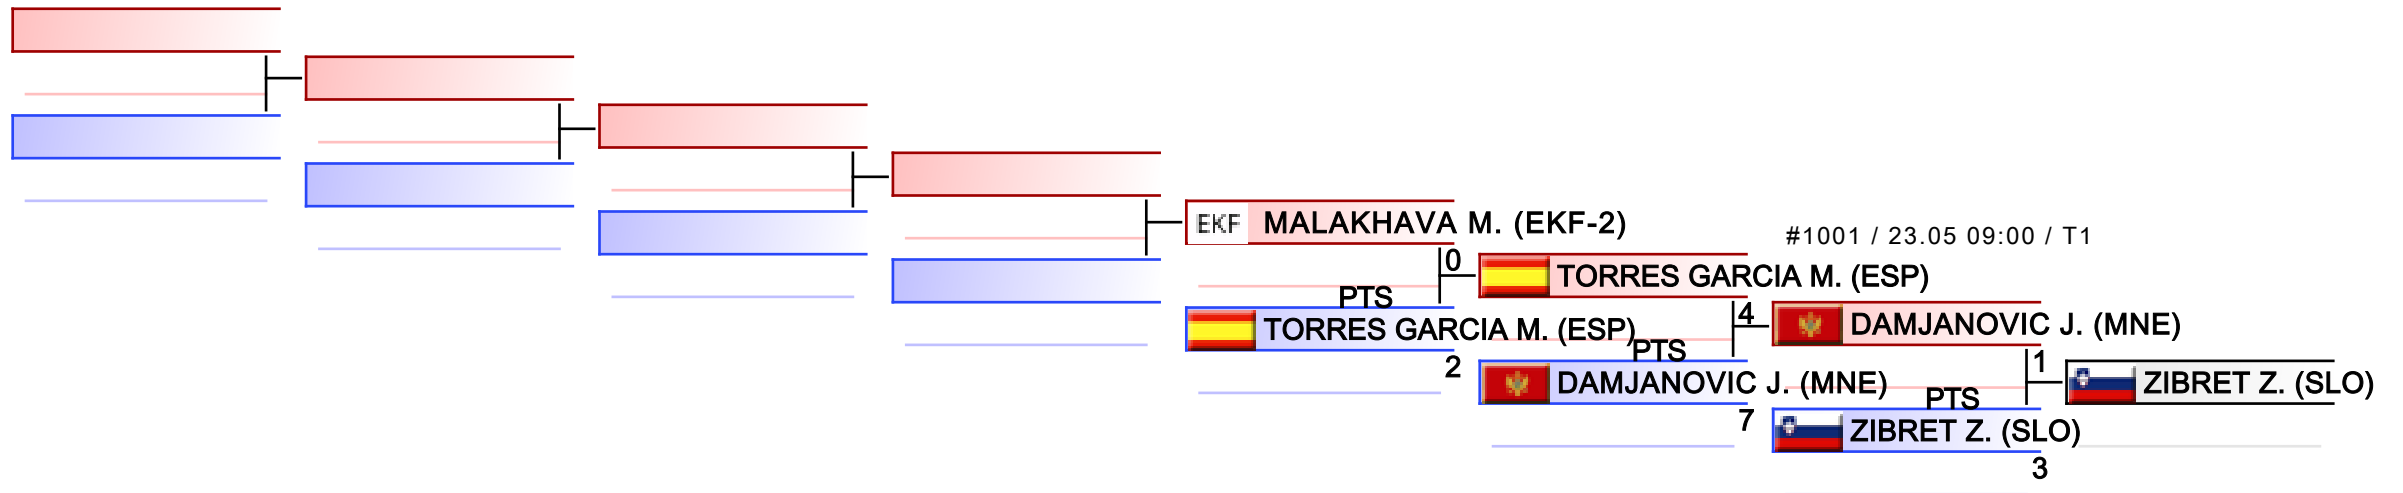 EKF MALAKHAVA M. (EKF-2)
#1001 / 23.05 09:00 / T1
0
TORRES GARCIA M. (ESP)
PTS
4
TORRES GARCIA M. (ESP)
DAMJANOVIC J. (MNE)
PTS
1
2
DAMJANOVIC J. (MNE)
ZIBRET Z. (SLO)
PTS
7
ZIBRET Z. (SLO)
3